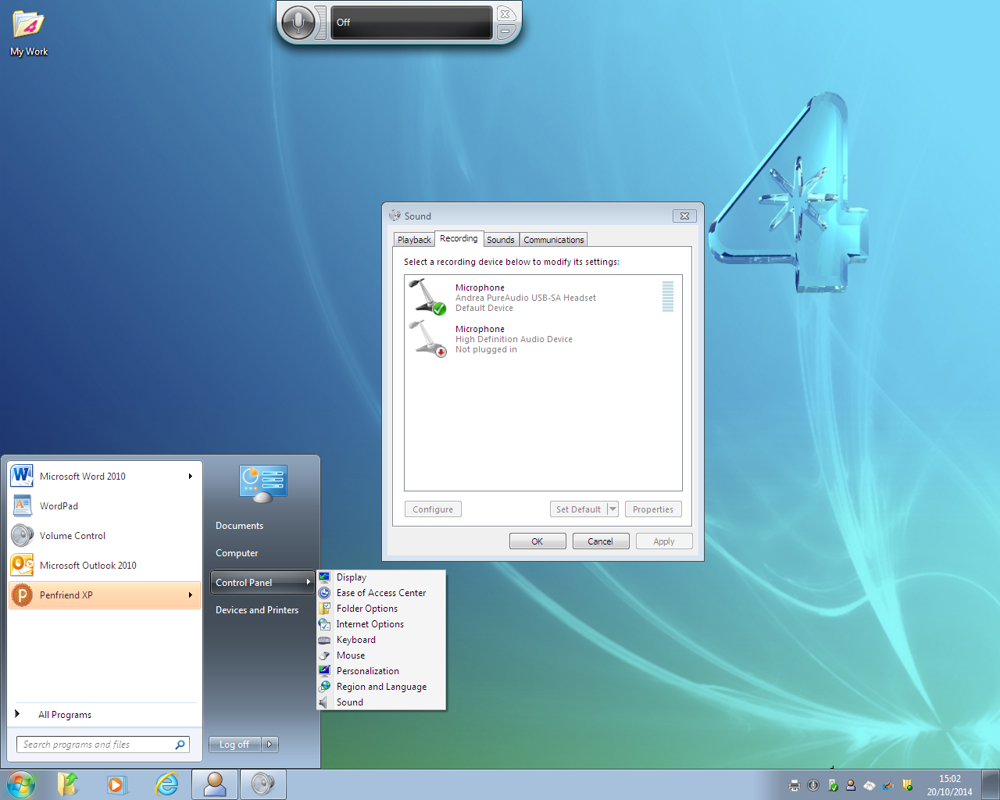 My Work
Off
4
Sound
Playback Recording Sounds Communications
Select a recording device below to modify its settings:
Microphone
Andrea PureAudio USB-SA Headset
Default Device
Microphone
High Definition Audio Device
Not plugged in
Configure Set Default Properties
OK Cancel Apply
Microsoft Word 2010
WordPad
Volume Control
Microsoft Outlook 2010
Penfriend XP
All Programs
Search programs and files
Documents
Computer
Control Panel
Devices and Printers
Log off
Display
Ease of Access Center
Folder Options
Internet Options
Keyboard
Mouse
Personalization
Region and Language
Sound
15:02
20/10/2014